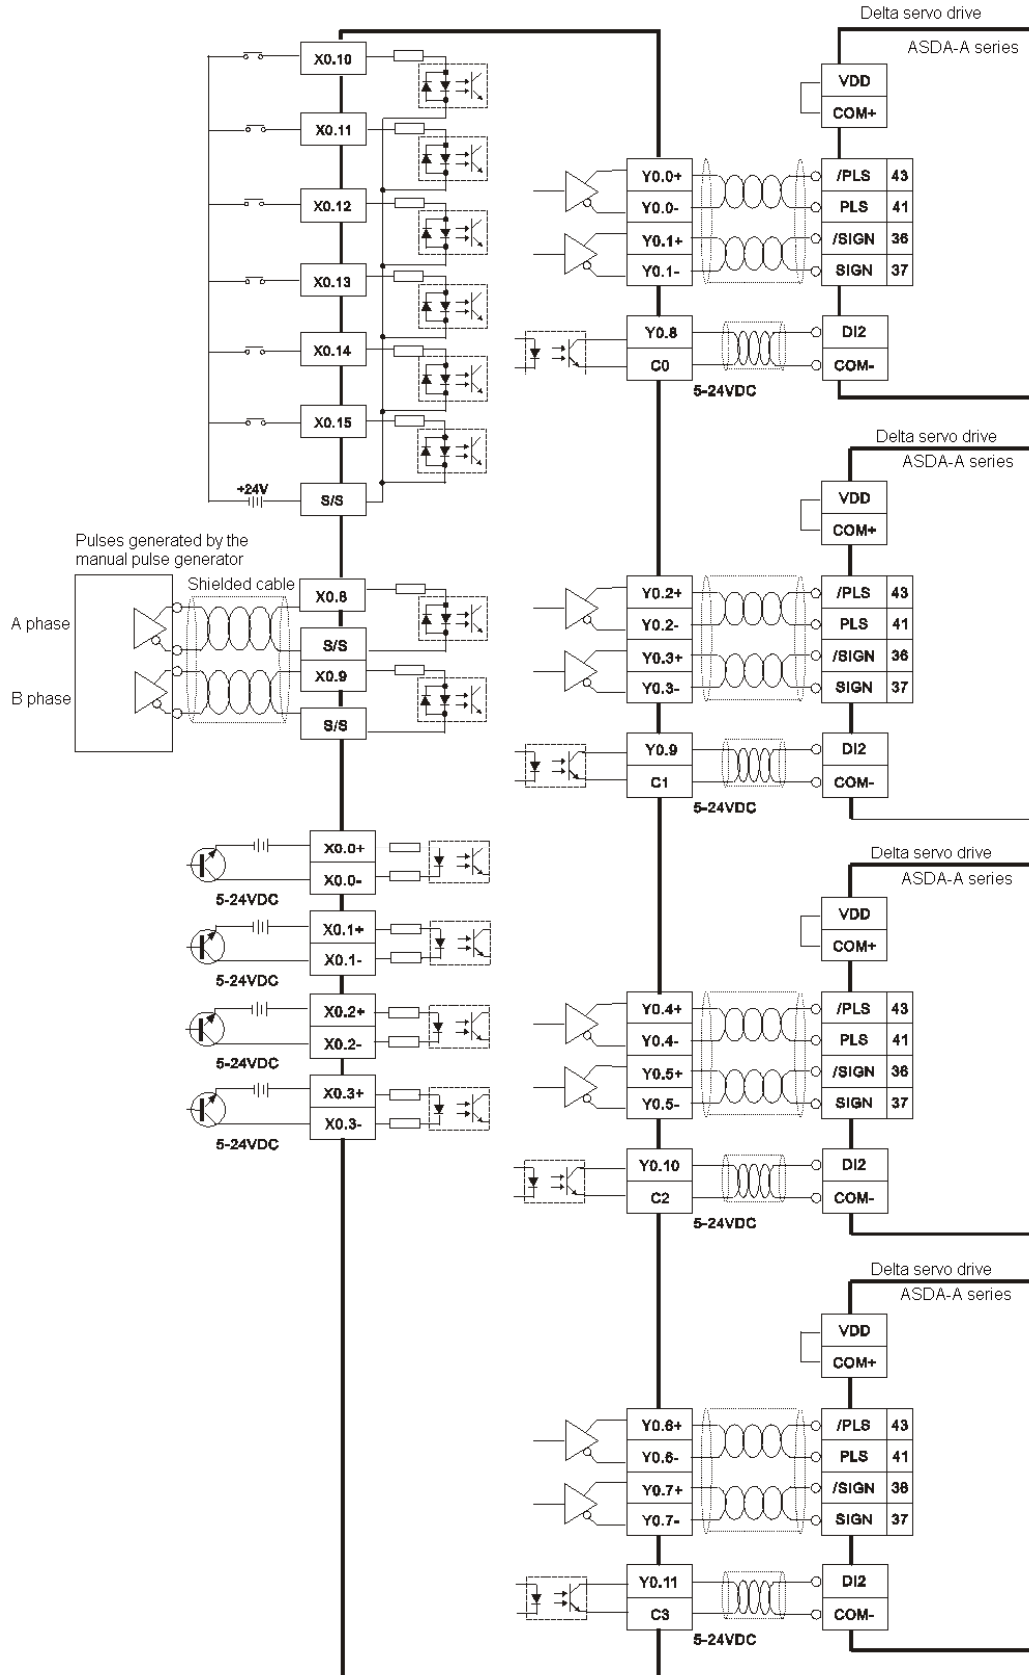 X0.10
X0.11
X0.12
X0.13
X0.14
X0.15
+24V
S/S
Pulses generated by the
manual pulse generator
Shielded cable
A phase
B phase
X0.8
S/S
X0.9
S/S
X0.0+
X0.0-
5-24VDC
X0.1+
X0.1-
5-24VDC
X0.2+
X0.2-
5-24VDC
X0.3+
X0.3-
5-24VDC
Delta servo drive
ASDA-A series
VDD
COM+
Y0.0+ /PLS 43
Y0.0- PLS 41
Y0.1+ /SIGN 36
Y0.1- SIGN 37
Y0.8 DI2
C0 COM-
5-24VDC
Delta servo drive
ASDA-A series
VDD
COM+
Y0.2+ /PLS 43
Y0.2- PLS 41
Y0.3+ /SIGN 36
Y0.3- SIGN 37
Y0.9 DI2
C1 COM-
5-24VDC
Delta servo drive
ASDA-A series
VDD
COM+
Y0.4+ /PLS 43
Y0.4- PLS 41
Y0.5+ /SIGN 36
Y0.5- SIGN 37
Y0.10 DI2
C2 COM-
5-24VDC
Delta servo drive
ASDA-A series
VDD
COM+
Y0.6+ /PLS 43
Y0.6- PLS 41
Y0.7+ /SIGN 36
Y0.7- SIGN 37
Y0.11 DI2
C3 COM-
5-24VDC